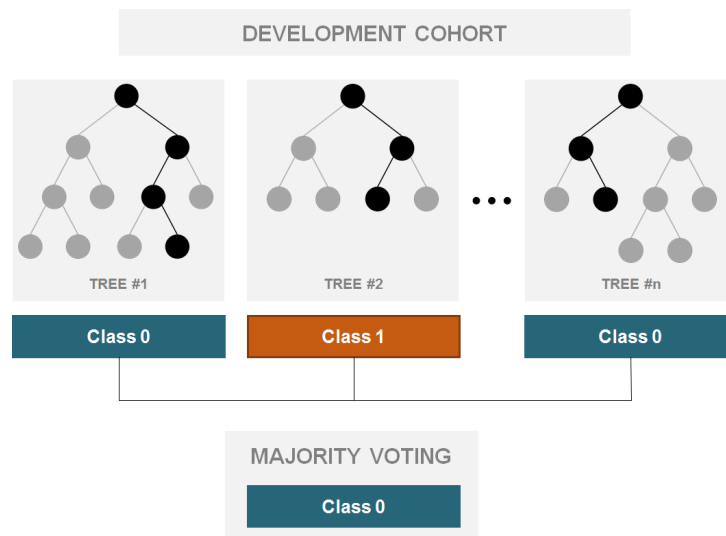 DEVELOPMENT COHORT
TREE #1
TREE #2
TREE #n
Class 0
Class 1
Class 0
MAJORITY VOTING
Class 0